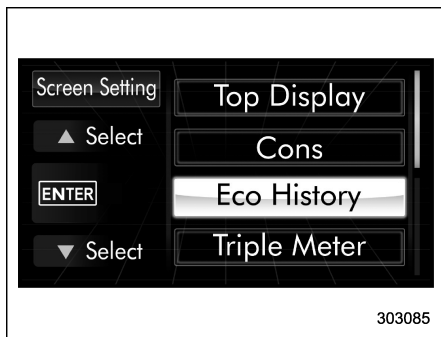 Screen Setting
▲ Select
ENTER
▼ Select
Top Display
Cons
Eco History
Triple Meter
303085